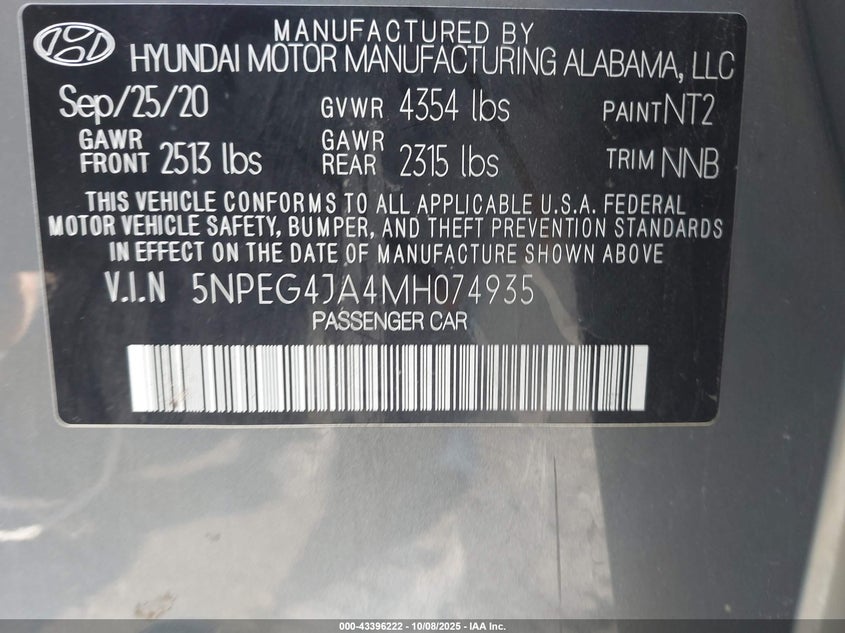 MANUFACTURED BY
HYUNDAI MOTOR MANUFACTURING ALABAMA, LLC
Sep/25/20 GVWR 4354 lbs PAINT NT2
GAWR FRONT 2513 lbs GAWR REAR 2315 lbs TRIM NNB
THIS VEHICLE CONFORMS TO ALL APPLICABLE U.S.A. FEDERAL
MOTOR VEHICLE SAFETY, BUMPER, AND THEFT PREVENTION STANDARDS
IN EFFECT ON THE DATE OF MANUFACTURE SHOWN ABOVE
V.I.N 5NPEG4JA4MH074935
PASSENGER CAR
000-43396222 - 10/08/2025 - IAA Inc.